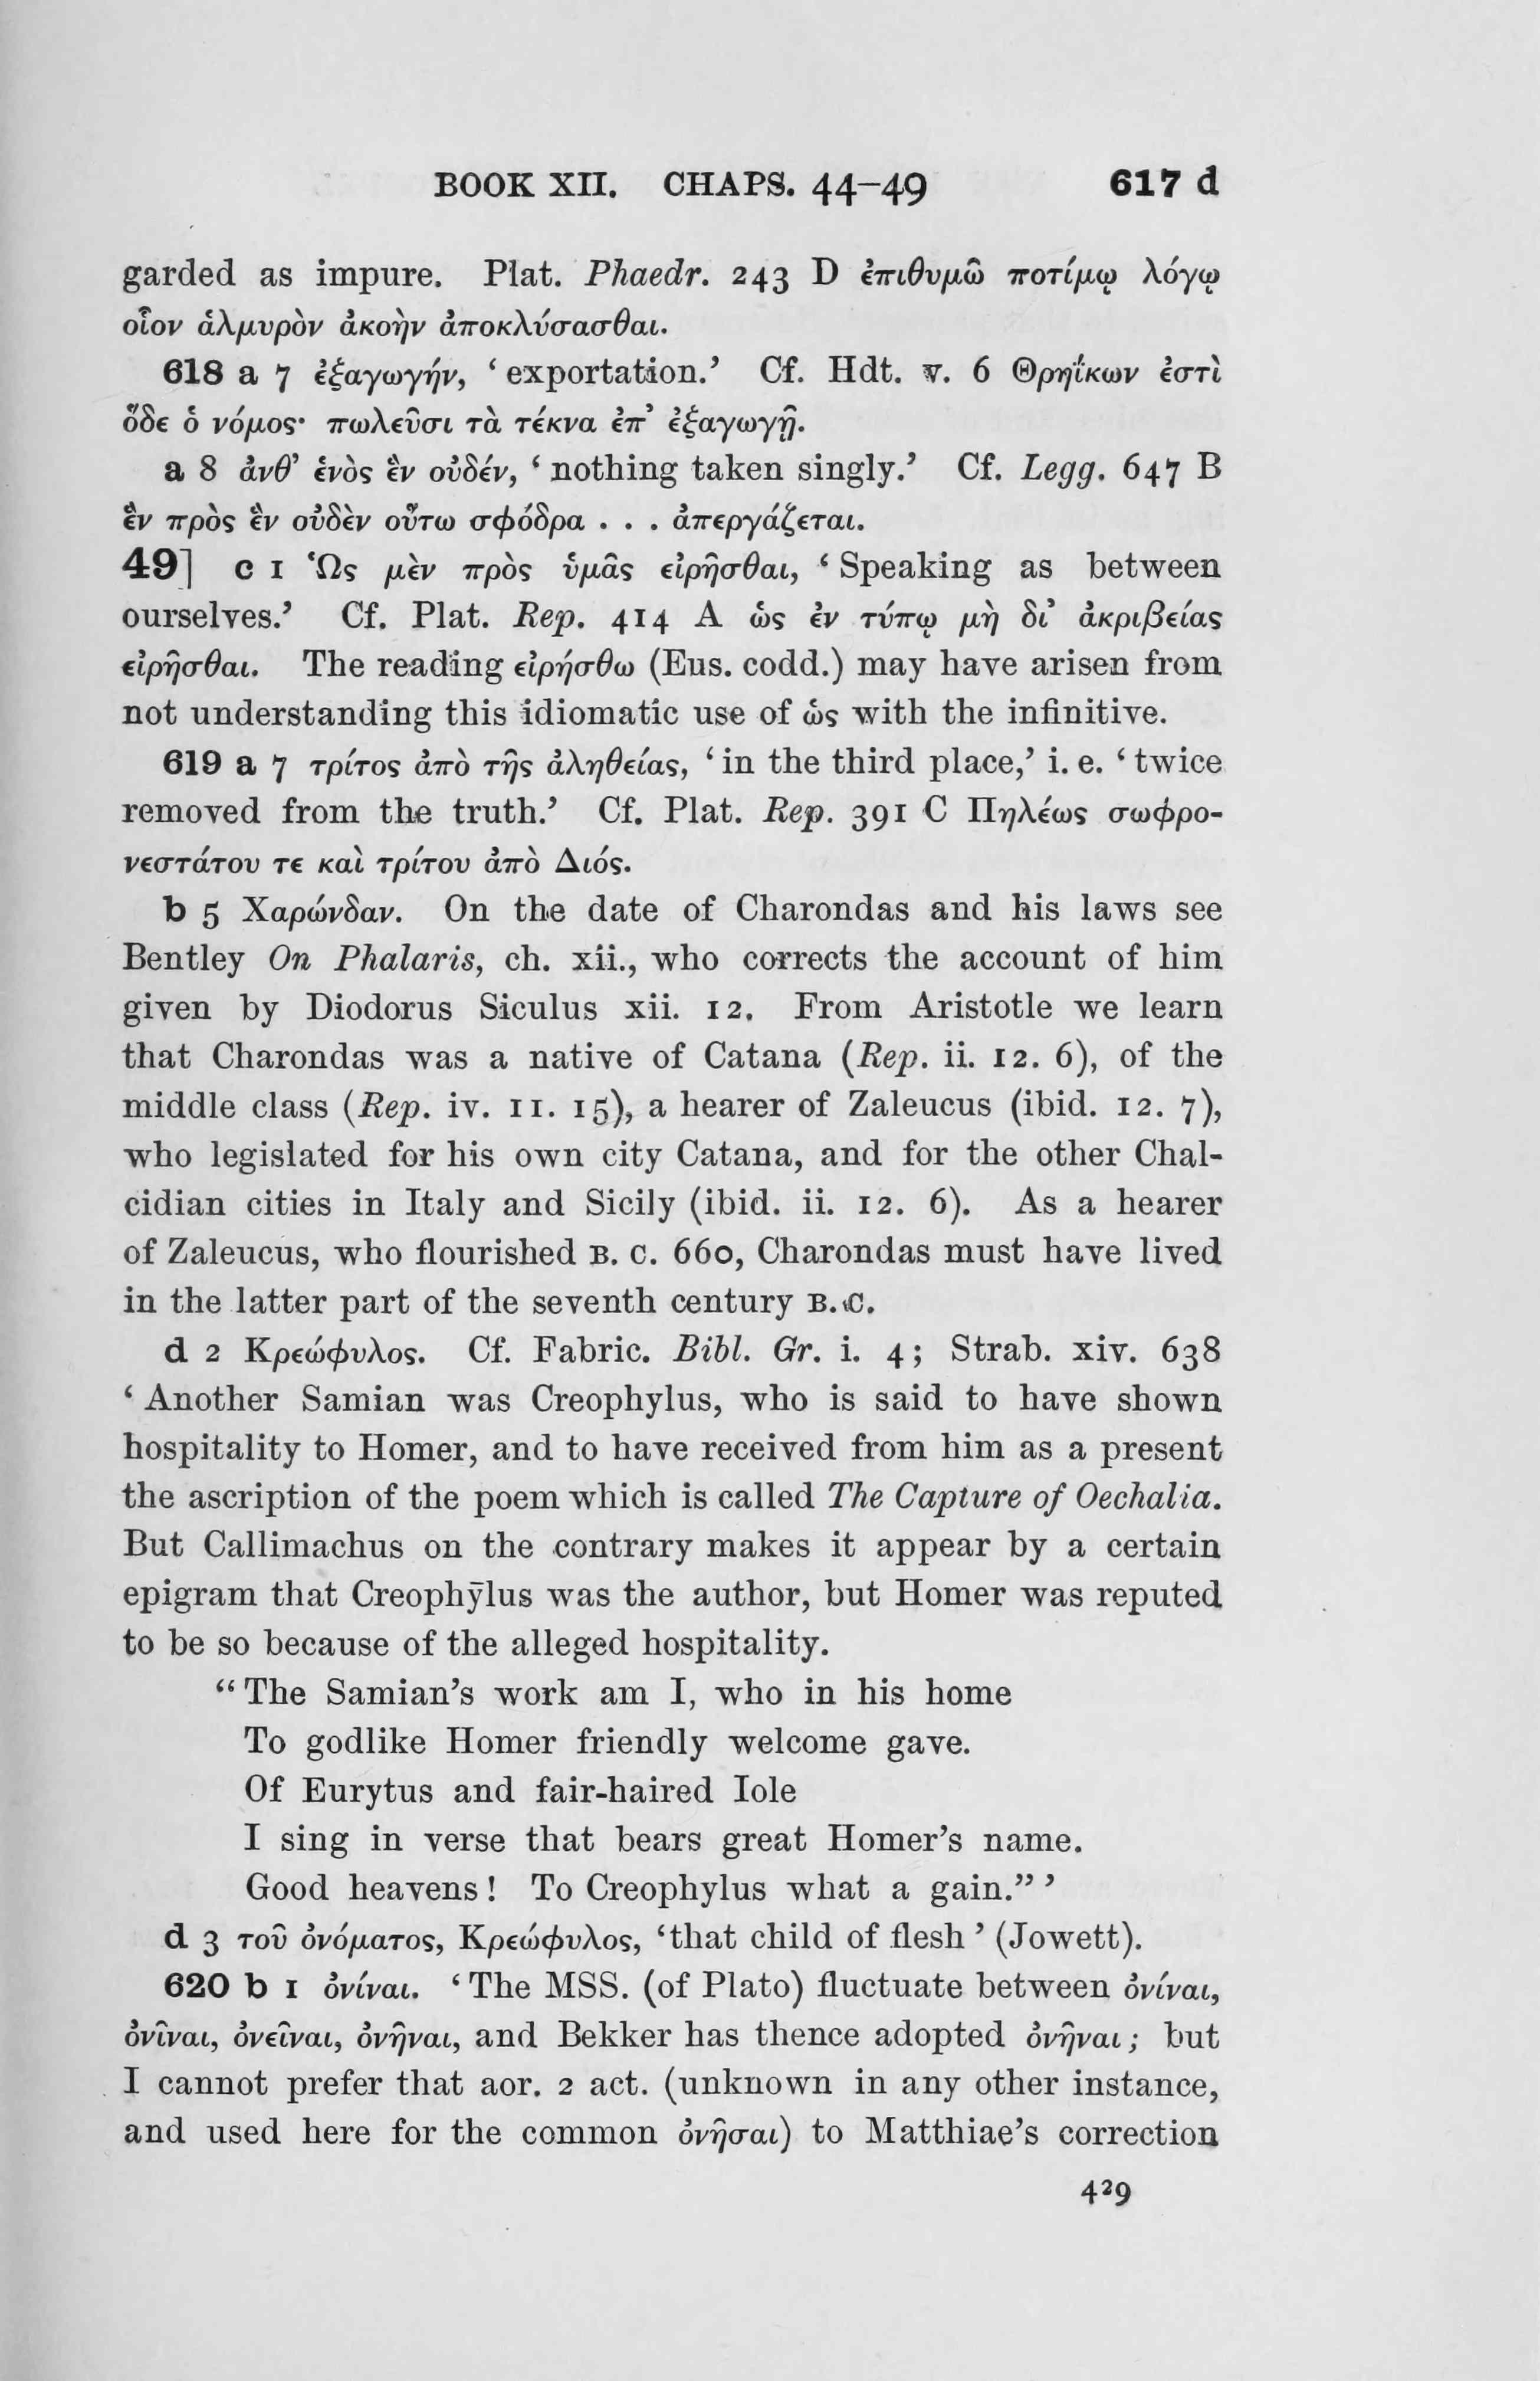 BOOK XII. CHAPS. 44–49 617 d
garded as impure. Plat. Phaedr. 243 D ἐπιθυμῶ ποτίμῳ λόγῳ
οἷον ἁλμυρὸν ἀκοὴν ἀποκλύσασθαι.
618 a 7 ἐξαγωγήν, ‘exportation.’ Cf. Hdt. v. 6 Θρηΐκων ἐστὶ
ὅδε ὁ νόμος· πωλεῦσι τὰ τέκνα ἐπ’ ἐξαγωγῇ.
a 8 ἀνθ’ ἑνὸς ἓν οὐδέν, ‘nothing taken singly.’ Cf. Legg. 647 B
ἓν πρὸς ἓν οὐδὲν οὕτω σφόδρα . . . ἀπεργάζεται.
49] c 1 Ὡς μὲν πρὸς ὑμᾶς εἰρῆσθαι, ‘Speaking as between
ourselves.’ Cf. Plat. Rep. 414 A ὡς ἐν τύπῳ μὴ δι’ ἀκριβείας
εἰρῆσθαι. The reading εἰρήσθω (Eus. codd.) may have arisen from
not understanding this idiomatic use of ὡς with the infinitive.
619 a 7 τρίτος ἀπὸ τῆς ἀληθείας, ‘in the third place,’ i. e. ‘twice
removed from the truth.’ Cf. Plat. Rep. 391 C Πηλέως σωφρο-
νεστάτου τε καὶ τρίτου ἀπὸ Διός.
b 5 Χαρώνδαν. On the date of Charondas and his laws see
Bentley On Phalaris, ch. xii., who corrects the account of him
given by Diodorus Siculus xii. 12. From Aristotle we learn
that Charondas was a native of Catana (Rep. ii. 12. 6), of the
middle class (Rep. iv. 11. 15), a hearer of Zaleucus (ibid. 12. 7),
who legislated for his own city Catana, and for the other Chal-
cidian cities in Italy and Sicily (ibid. ii. 12. 6). As a hearer
of Zaleucus, who flourished B. C. 660, Charondas must have lived
in the latter part of the seventh century B. C.
d 2 Κρεώφυλος. Cf. Fabric. Bibl. Gr. i. 4; Strab. xiv. 638
‘Another Samian was Creophylus, who is said to have shown
hospitality to Homer, and to have received from him as a present
the ascription of the poem which is called The Capture of Oechalia.
But Callimachus on the contrary makes it appear by a certain
epigram that Creophȳlus was the author, but Homer was reputed
to be so because of the alleged hospitality.
“The Samian’s work am I, who in his home
To godlike Homer friendly welcome gave.
Of Eurytus and fair-haired Iole
I sing in verse that bears great Homer’s name.
Good heavens! To Creophylus what a gain.” ’
d 3 τοῦ ὀνόματος, Κρεώφυλος, ‘that child of flesh’ (Jowett).
620 b 1 ὀνίναι. ‘The MSS. (of Plato) fluctuate between ὀνίναι,
ὀνῖναι, ὀνεῖναι, ὀνῆναι, and Bekker has thence adopted ὀνῆναι; but
I cannot prefer that aor. 2 act. (unknown in any other instance,
and used here for the common ὀνῆσαι) to Matthiae’s correction
429